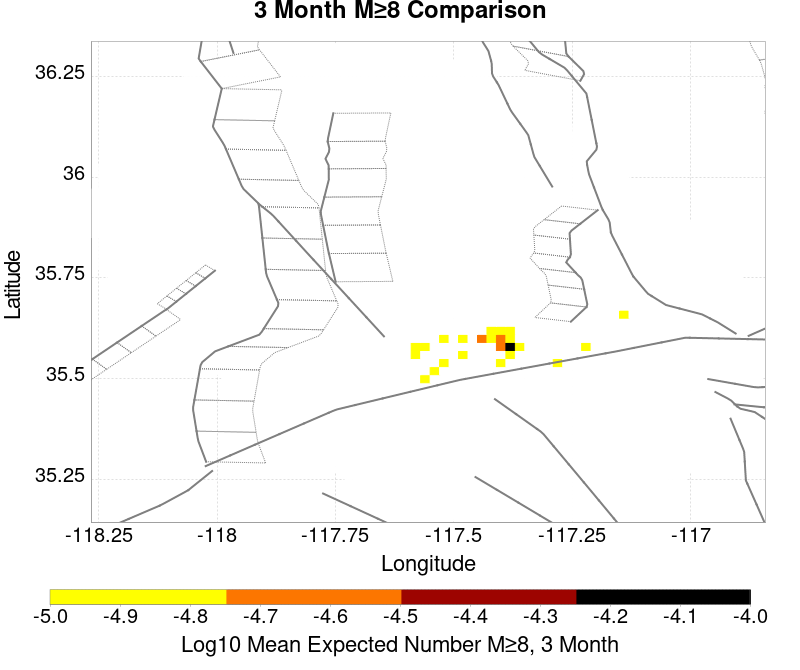 3 Month M≥8 Comparison
36.25
36
35.75
35.5
35.25
Latitude
-118.25 -118 -117.75 -117.5 -117.25 -117
Longitude
-5.0 -4.9 -4.8 -4.7 -4.6 -4.5 -4.4 -4.3 -4.2 -4.1 -4.0
Log10 Mean Expected Number M≥8, 3 Month